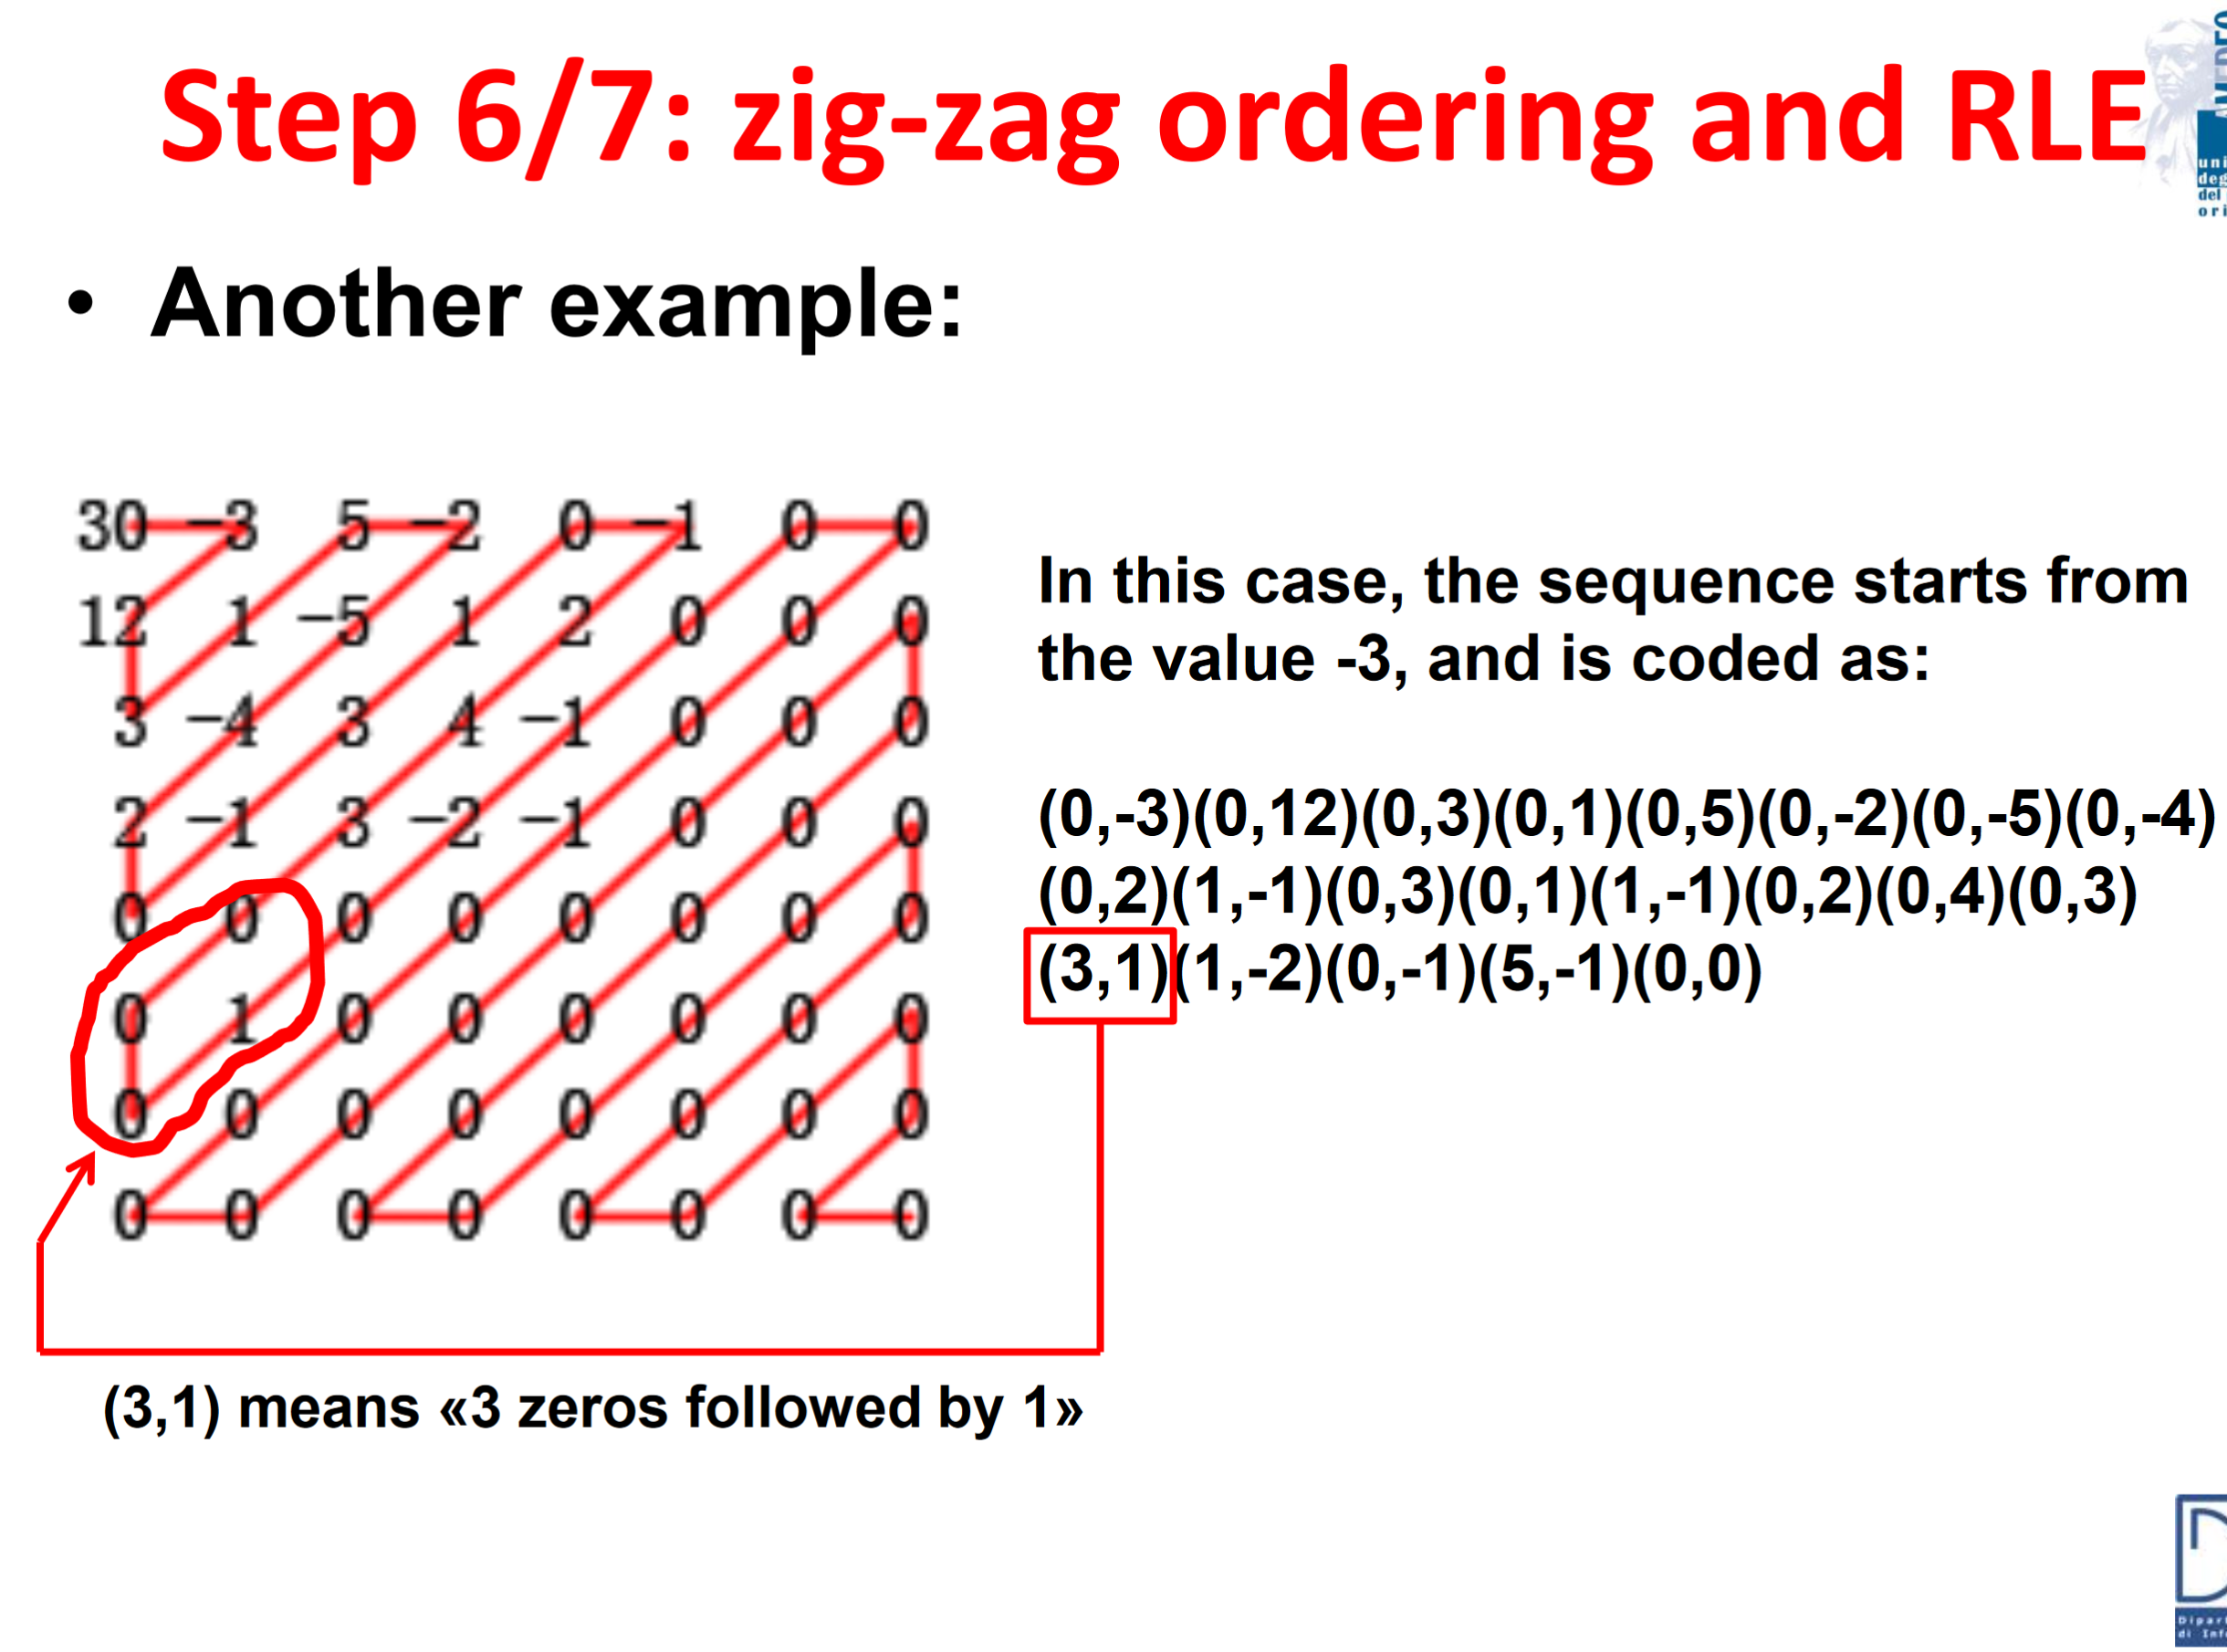 Step 6/7: zig-zag ordering and RLE
• Another example:
30 -3 5 -2 0 -1 0 0
12 1 -5 1 2 0 0 0
3 -4 3 4 -1 0 0 0
2 -1 3 -2 -1 0 0 0
0 0 0 0 0 0 0 0
0 1 0 0 0 0 0 0
0 0 0 0 0 0 0 0
0 0 0 0 0 0 0 0
In this case, the sequence starts from
the value -3, and is coded as:
(0,-3)(0,12)(0,3)(0,1)(0,5)(0,-2)(0,-5)(0,-4)
(0,2)(1,-1)(0,3)(0,1)(1,-1)(0,2)(0,4)(0,3)
(3,1)(1,-2)(0,-1)(5,-1)(0,0)
(3,1) means «3 zeros followed by 1»